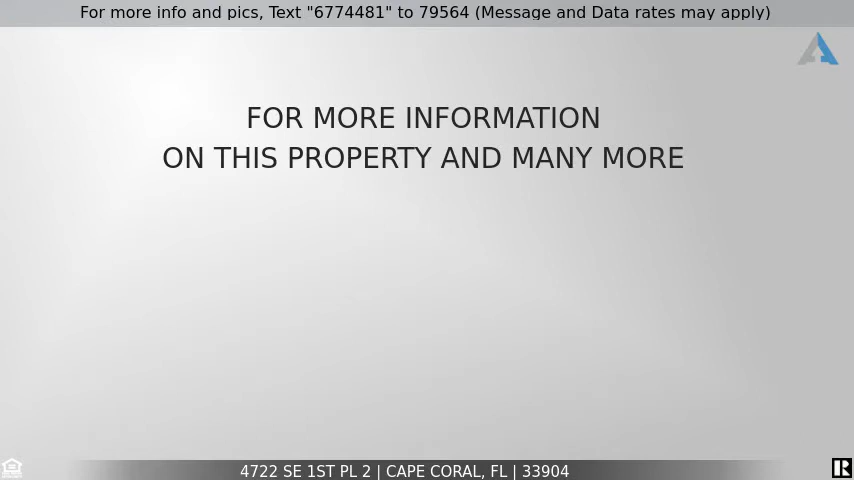 For more info and pics, Text "6774481" to 79564 (Message and Data rates may apply)
FOR MORE INFORMATION
ON THIS PROPERTY AND MANY MORE
4722 SE 1ST PL 2 | CAPE CORAL, FL | 33904